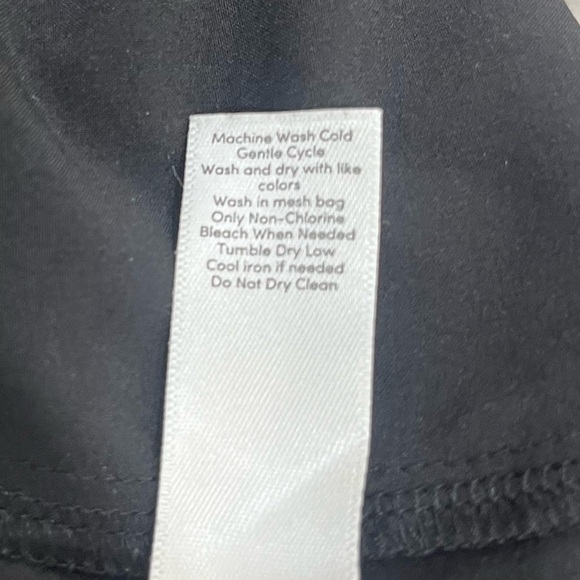 Machine Wash Cold
Gentle Cycle
Wash and dry with like
colors
Wash in mesh bag
Only Non-Chlorine
Bleach When Needed
Tumble Dry Low
Cool iron if needed
Do Not Dry Clean